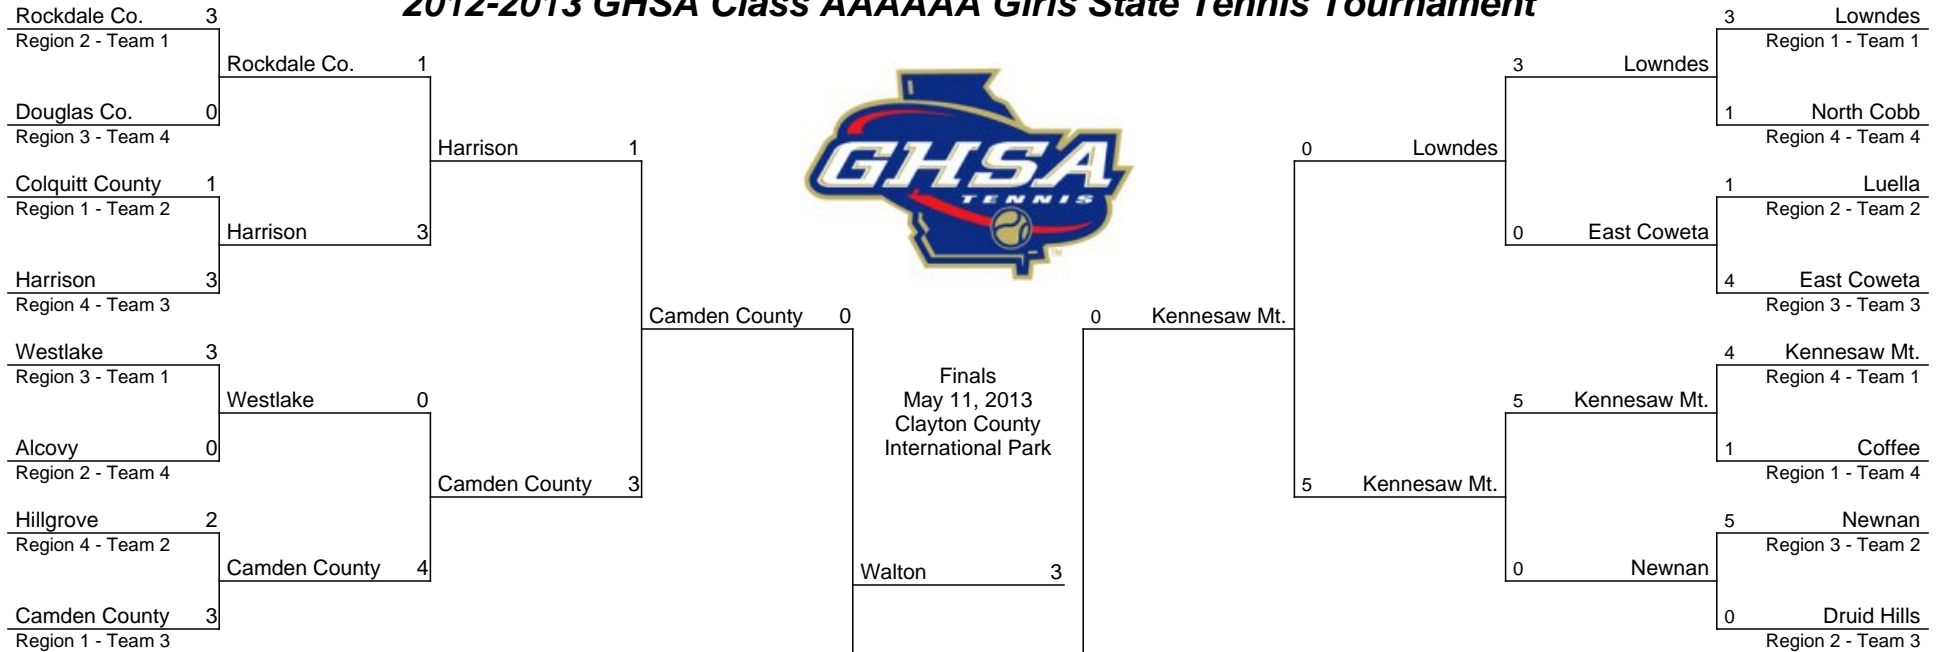 2012-2013 GHSA Class AAAAAA Girls State Tennis Tournament
Rockdale Co. 3
Region 2 - Team 1
Rockdale Co. 1
Douglas Co. 0
Region 3 - Team 4
Harrison 1
Colquitt County 1
Region 1 - Team 2
Harrison 3
Harrison 3
Region 4 - Team 3
Camden County 0
Westlake 3
Region 3 - Team 1
Westlake 0
Alcovy 0
Region 2 - Team 4
Camden County 3
Hillgrove 2
Region 4 - Team 2
Camden County 4
Camden County 3
Region 1 - Team 3
GHSA
TENNIS
TM
Finals
May 11, 2013
Clayton County
International Park
Walton 3
3 Lowndes
Region 1 - Team 1
3 Lowndes
1 North Cobb
Region 4 - Team 4
0 Lowndes
1 Luella
Region 2 - Team 2
0 East Coweta
4 East Coweta
Region 3 - Team 3
0 Kennesaw Mt.
4 Kennesaw Mt.
Region 4 - Team 1
5 Kennesaw Mt.
1 Coffee
Region 1 - Team 4
5 Kennesaw Mt.
5 Newnan
Region 3 - Team 2
0 Newnan
0 Druid Hills
Region 2 - Team 3